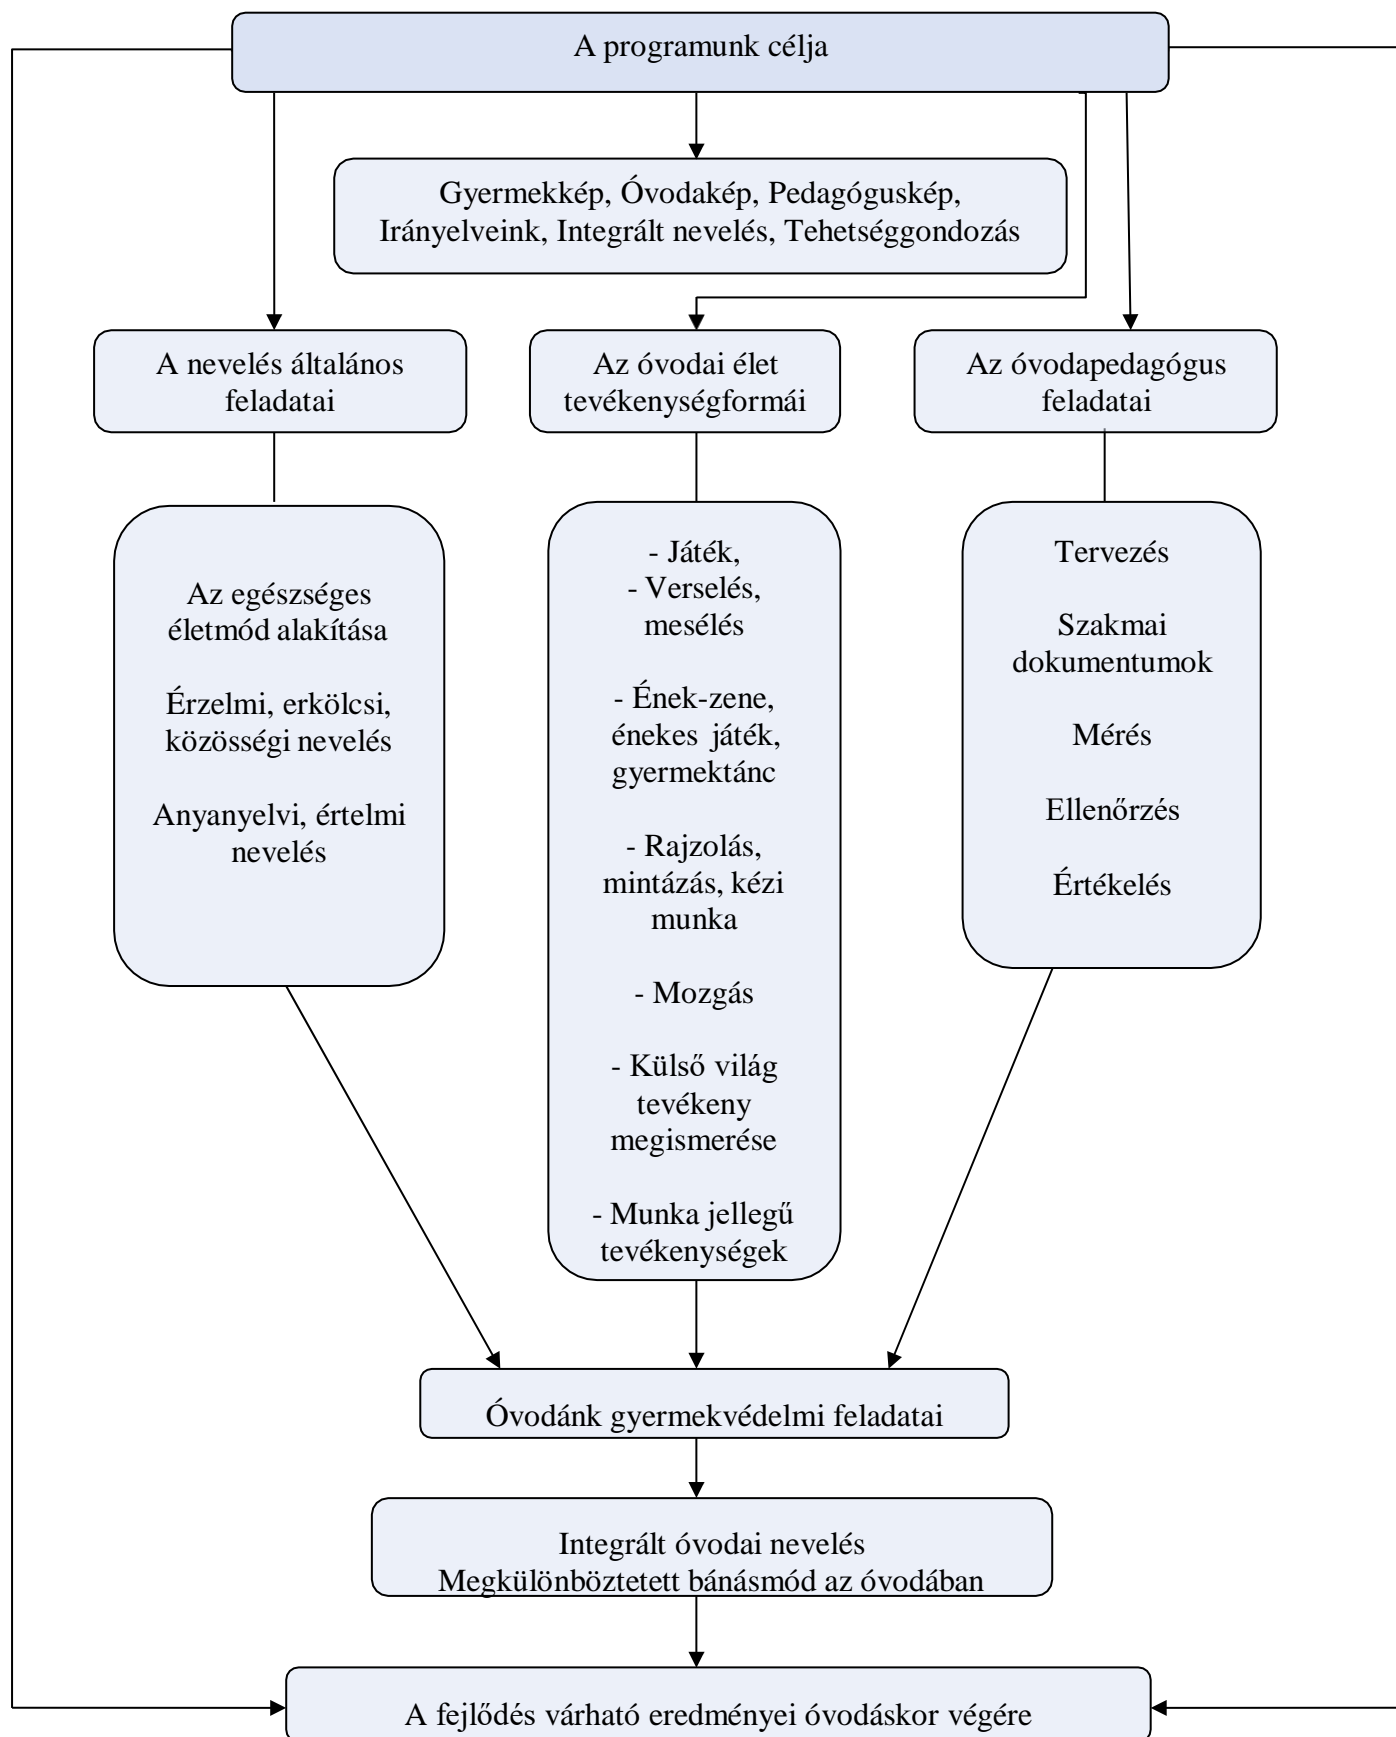 A programunk célja
Gyermekkép, Óvodakép, Pedagóguskép,
Irányelveink, Integrált nevelés, Tehetséggondozás
A nevelés általános
feladatai
Az óvodai élet
tevékenységformái
Az óvodapedagógus
feladatai
Az egészséges
életmód alakítása
Érzelmi, erkölcsi,
közösségi nevelés
Anyanyelvi, értelmi
nevelés
- Játék,
- Verselés,
mesélés
- Ének-zene,
énekes játék,
gyermektánc
- Rajzolás,
mintázás, kézi
munka
- Mozgás
- Külső világ
tevékeny
megismerése
- Munka jellegű
tevékenységek
Tervezés
Szakmai
dokumentumok
Mérés
Ellenőrzés
Értékelés
Óvodánk gyermekvédelmi feladatai
Integrált óvodai nevelés
Megkülönböztetett bánásmód az óvodában
A fejlődés várható eredményei óvodáskor végére